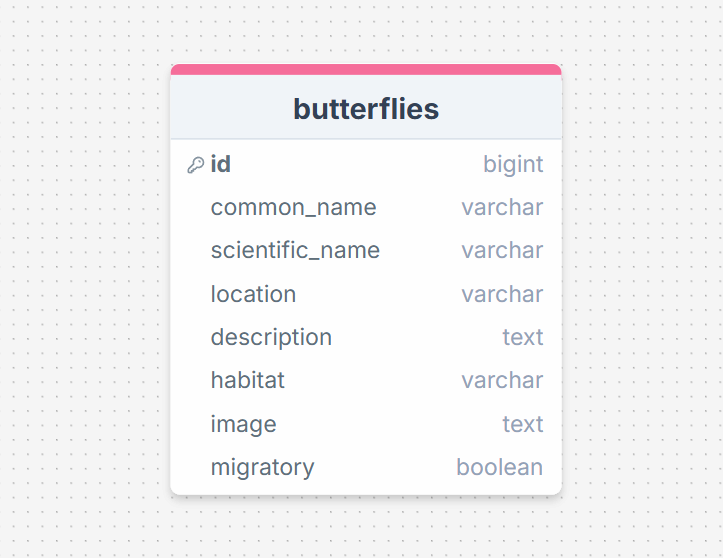 butterflies
id bigint
common_name varchar
scientific_name varchar
location varchar
description text
habitat varchar
image text
migratory boolean